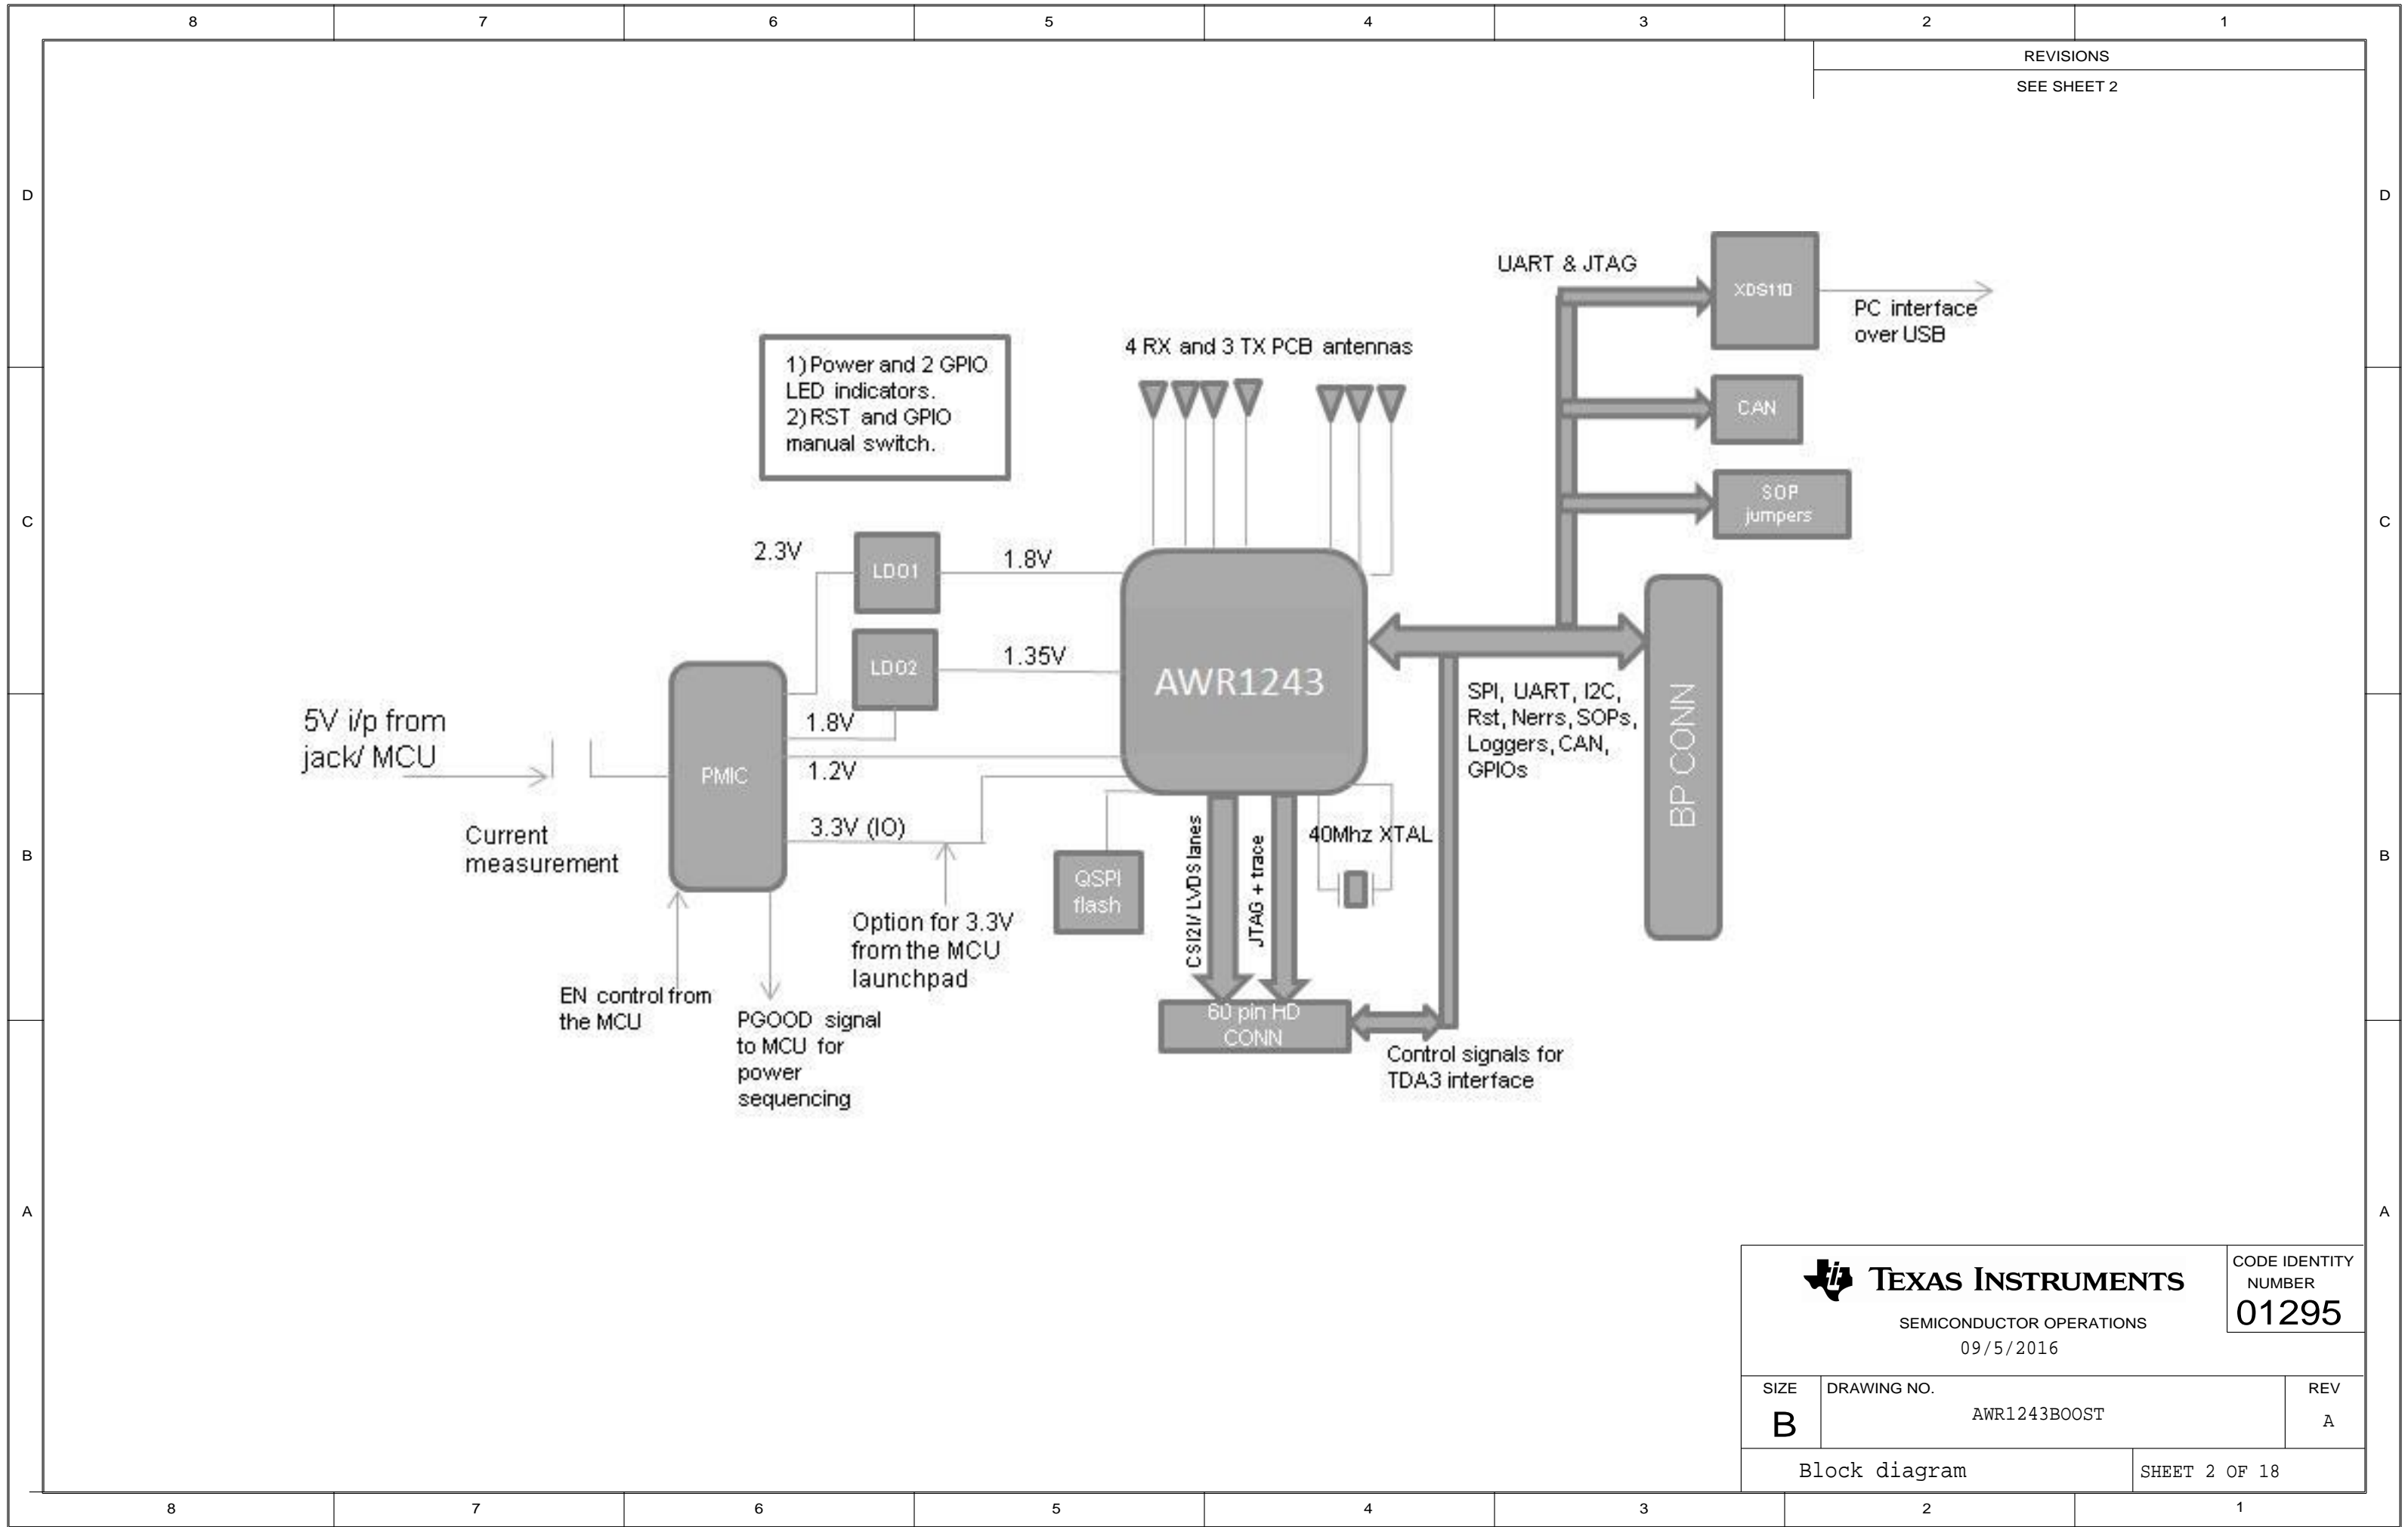 8 7 6 5 4 3 2 1
REVISIONS
SEE SHEET 2
D
D
UART & JTAG
XDS110
PC interface
over USB
4 RX and 3 TX PCB antennas
1) Power and 2 GPIO
LED indicators.
2) RST and GPIO
manual switch.
CAN
SOP
jumpers
C
C
2.3V
LDO1
1.8V
LDO2
1.35V
AWR1243
5V i/p from
jack/ MCU
1.8V
PMIC
1.2V
SPI, UART, I2C,
Rst, Nerrs, SOPs,
Loggers, CAN,
GPIOs
BP CONN
Current
measurement
3.3V (IO)
40Mhz XTAL
B
B
QSPI
flash
CSI2I/ LVDS lanes
JTAG + trace
Option for 3.3V
from the MCU
launchpad
EN control from
the MCU
PGOOD signal
to MCU for
power
sequencing
60 pin HD
CONN
Control signals for
TDA3 interface
A
A
TEXAS INSTRUMENTS
CODE IDENTITY
NUMBER
01295
SEMICONDUCTOR OPERATIONS
09/5/2016
SIZE
B
DRAWING NO.
AWR1243BOOST
REV
A
Block diagram
SHEET 2 OF 18
8 7 6 5 4 3 2 1